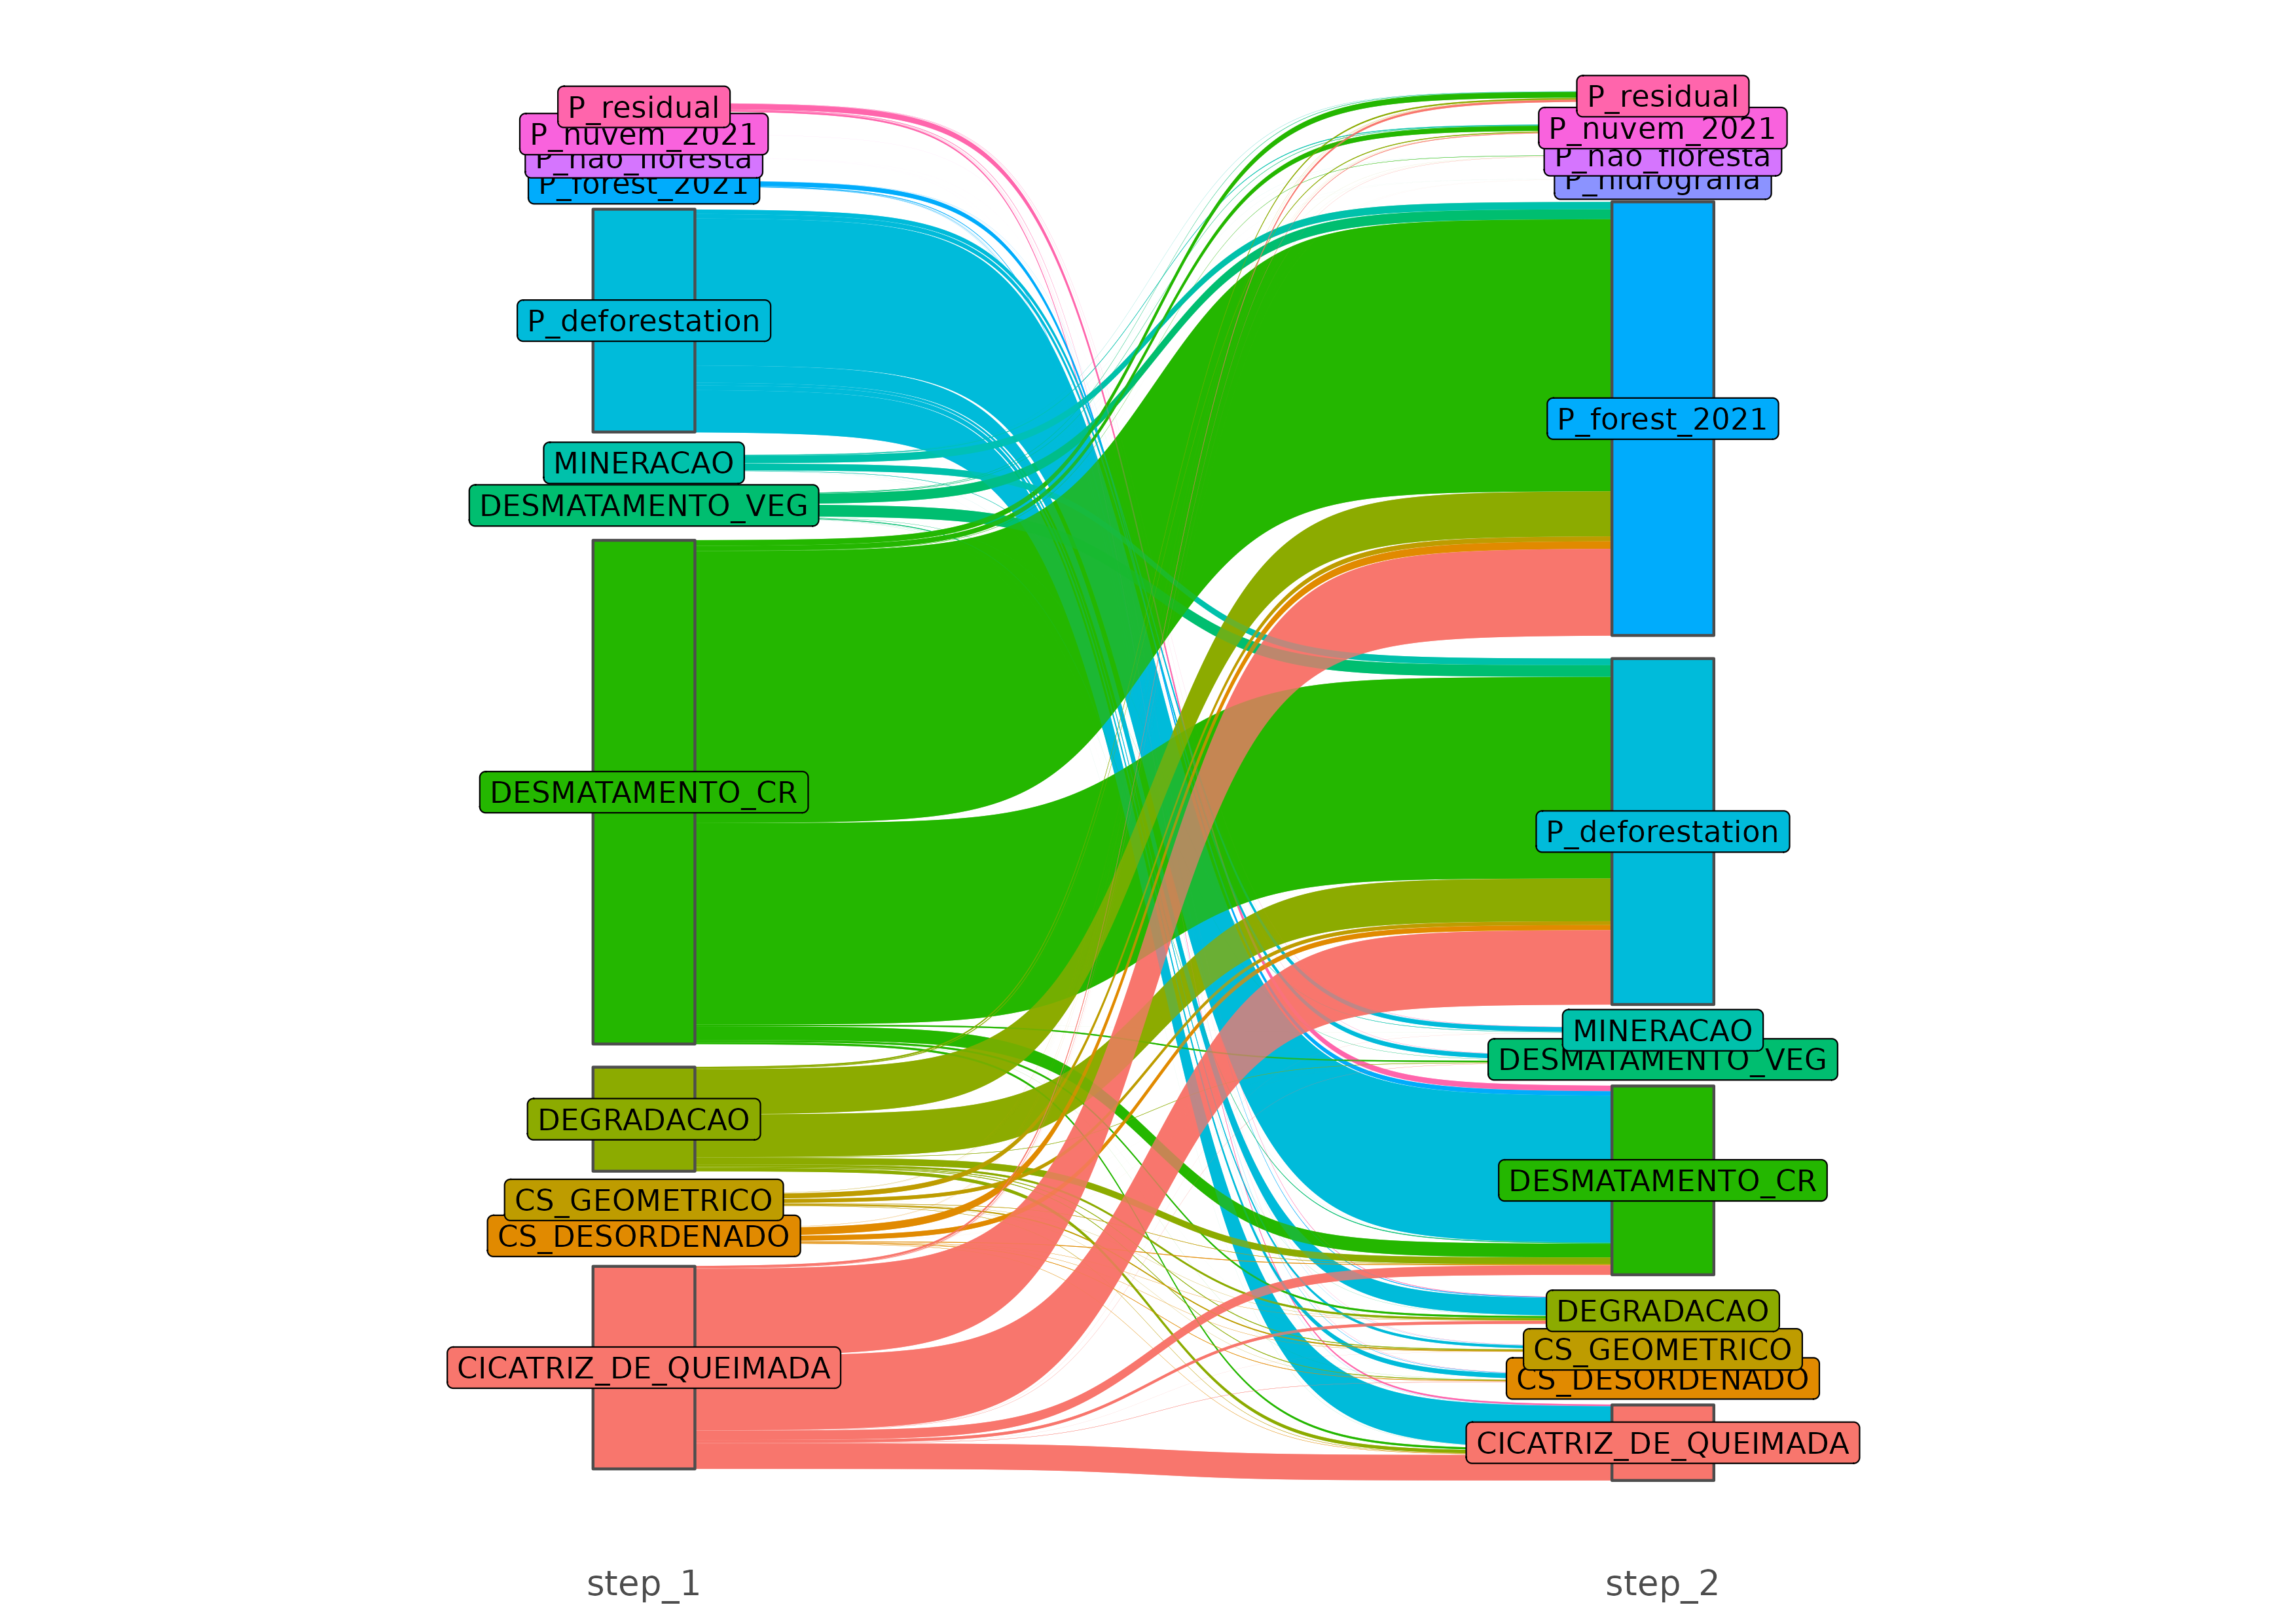 P_residual
P_nuvem_2021
P_nao_floresta
P_forest_2021
P_deforestation
MINERACAO
DESMATAMENTO_VEG
DESMATAMENTO_CR
DEGRADACAO
CS_GEOMETRICO
CS_DESORDENADO
CICATRIZ_DE_QUEIMADA
step_1
P_residual
P_nuvem_2021
P_nao_floresta
P_hidrografia
P_forest_2021
P_deforestation
MINERACAO
DESMATAMENTO_VEG
DESMATAMENTO_CR
DEGRADACAO
CS_GEOMETRICO
CS_DESORDENADO
CICATRIZ_DE_QUEIMADA
step_2